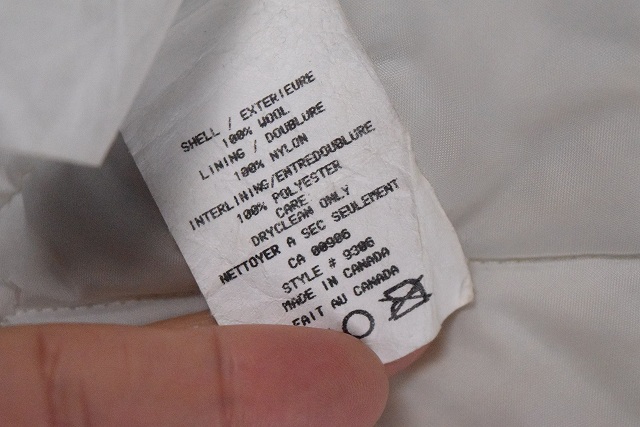 SHELL / EXTERIEURE
100% WOOL
LINING / DOUBLURE
100% NYLON
INTERLINING/ENTREDOUBLURE
100% POLYESTER
CARE
DRYCLEAN ONLY
NETTOYER A SEC SEULEMENT
CA 00906
STYLE # 9306
MADE IN CANADA
FAIT AU CANADA